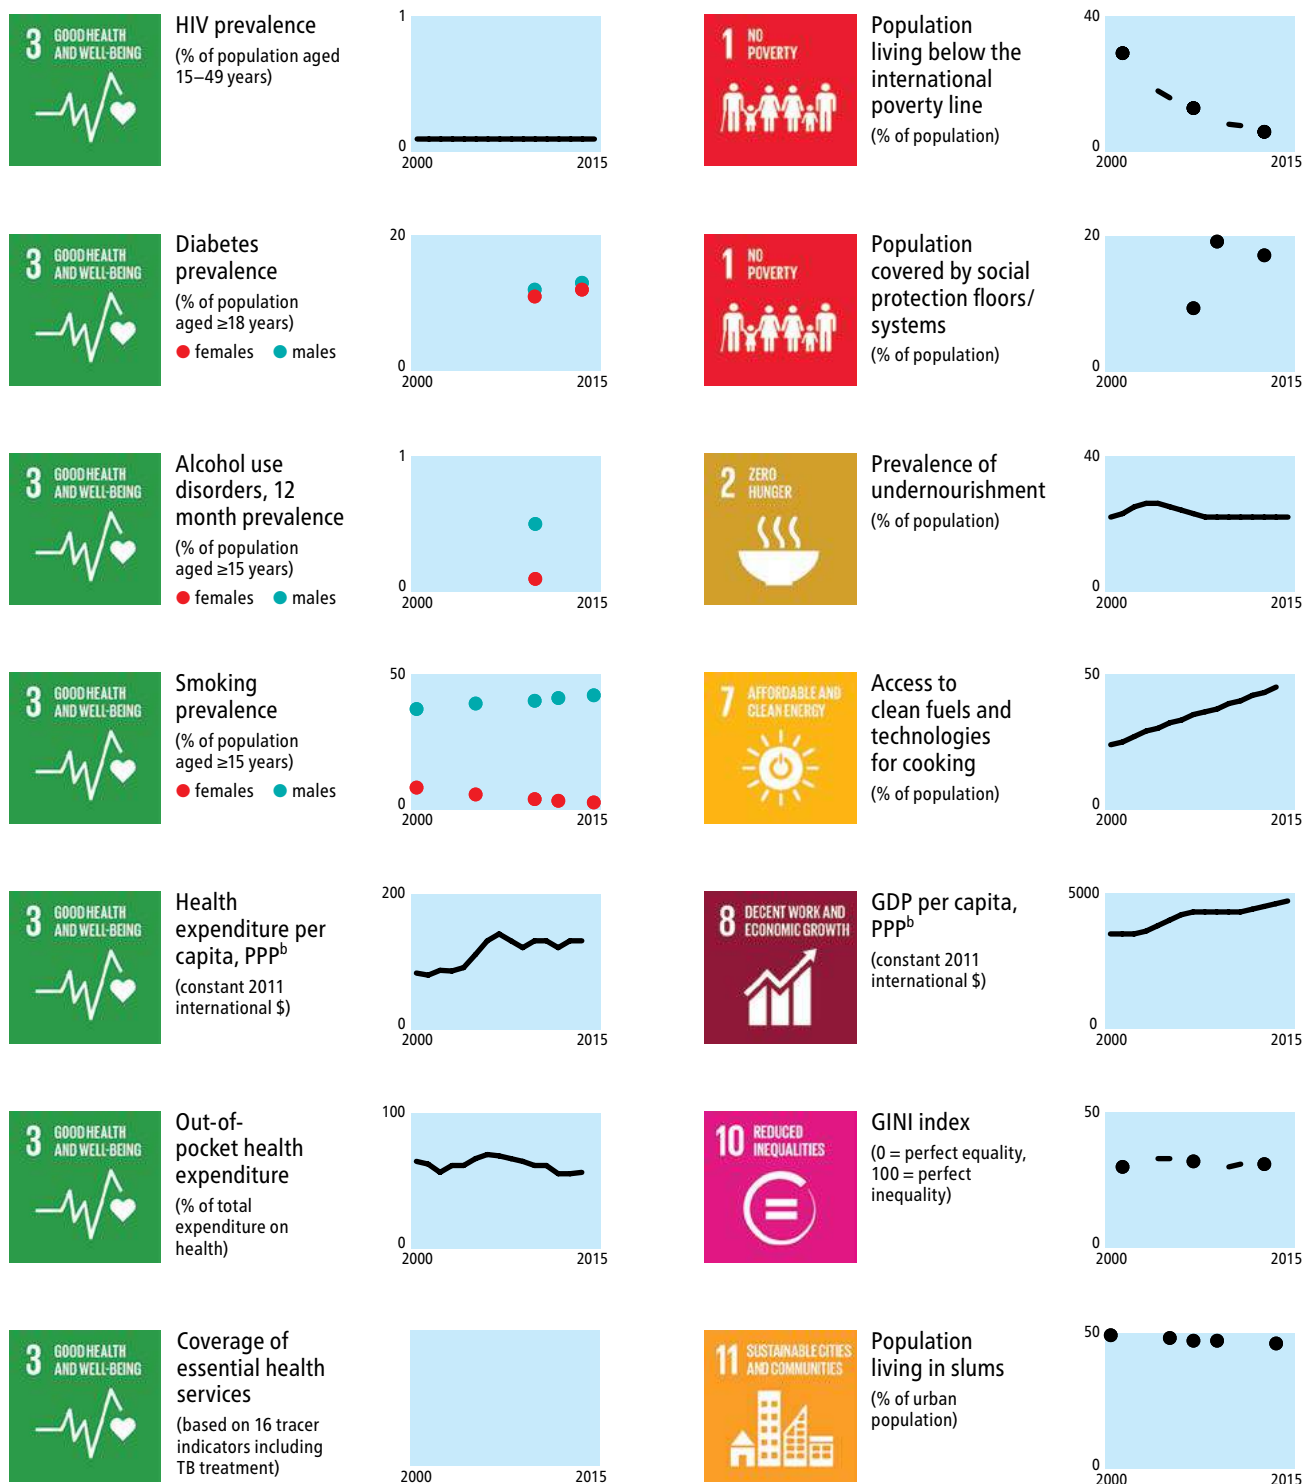 3 GOOD HEALTH
AND WELL-BEING
HIV prevalence
(% of population aged
15–49 years)
1
0
2000 2015
3 GOOD HEALTH
AND WELL-BEING
Diabetes
prevalence
(% of population
aged ≥18 years)
females males
20
0
2000 2015
3 GOOD HEALTH
AND WELL-BEING
Alcohol use
disorders, 12
month prevalence
(% of population
aged ≥15 years)
females males
1
0
2000 2015
3 GOOD HEALTH
AND WELL-BEING
Smoking
prevalence
(% of population
aged ≥15 years)
females males
50
0
2000 2015
3 GOOD HEALTH
AND WELL-BEING
Health
expenditure per
capita, PPPb
(constant 2011
international $)
200
0
2000 2015
3 GOOD HEALTH
AND WELL-BEING
Out-of-
pocket health
expenditure
(% of total
expenditure on
health)
100
0
2000 2015
3 GOOD HEALTH
AND WELL-BEING
Coverage of
essential health
services
(based on 16 tracer
indicators including
TB treatment)
2000 2015
1 NO
POVERTY
Population
living below the
international
poverty line
(% of population)
40
0
2000 2015
1 NO
POVERTY
Population
covered by social
protection floors/
systems
(% of population)
20
0
2000 2015
2 ZERO
HUNGER
Prevalence of
undernourishment
(% of population)
40
0
2000 2015
7 AFFORDABLE AND
CLEAN ENERGY
Access to
clean fuels and
technologies
for cooking
(% of population)
50
0
2000 2015
8 DECENT WORK AND
ECONOMIC GROWTH
GDP per capita,
PPPb
(constant 2011
international $)
5000
0
2000 2015
10 REDUCED
INEQUALITIES
GINI index
(0 = perfect equality,
100 = perfect
inequality)
50
0
2000 2015
11 SUSTAINABLE CITIES
AND COMMUNITIES
Population
living in slums
(% of urban
population)
50
0
2000 2015